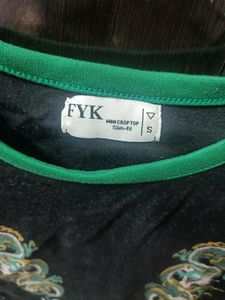 FYK
MINI CROP TOP
Slim-Fit
S